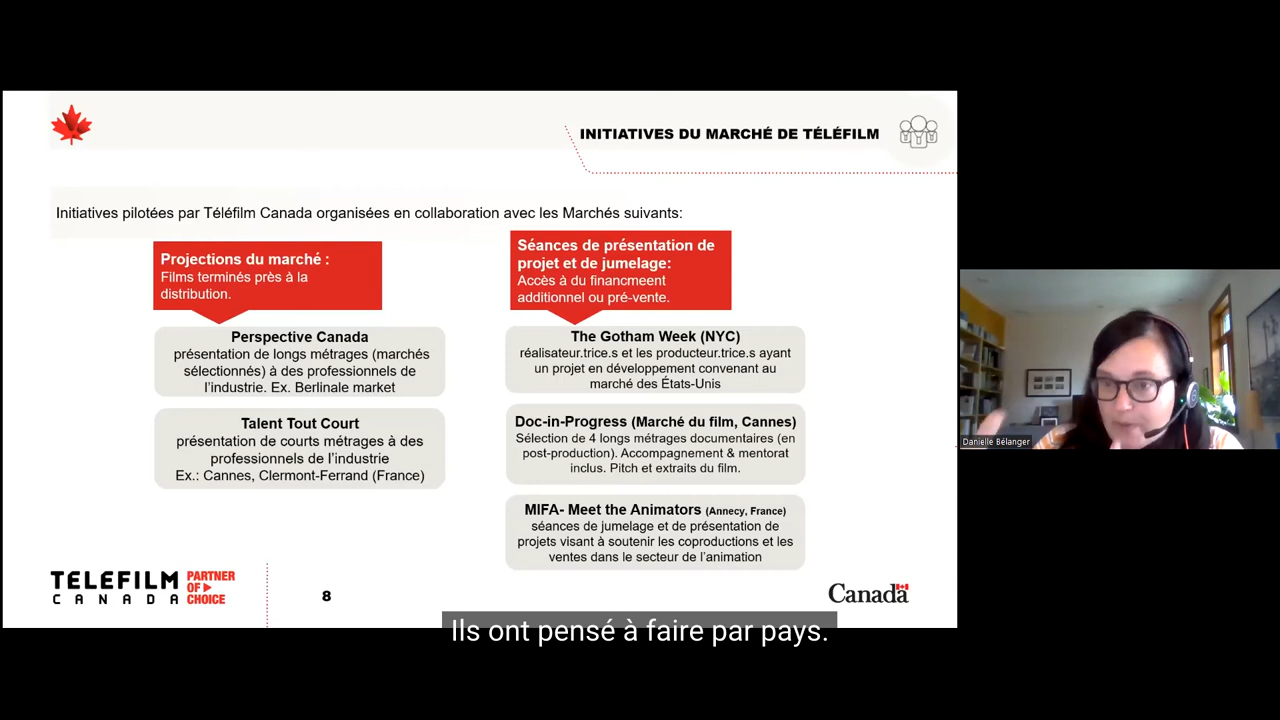 INITIATIVES DU MARCHÉ DE TÉLÉFILM
Initiatives pilotées par Téléfilm Canada organisées en collaboration avec les Marchés suivants:
Projections du marché :
Films terminés près à la
distribution.
Perspective Canada
présentation de longs métrages (marchés
sélectionnés) à des professionnels de
l'industrie. Ex. Berlinale market
Talent Tout Court
présentation de courts métrages à des
professionnels de l'industrie
Ex.: Cannes, Clermont-Ferrand (France)
Séances de présentation de
projet et de jumelage:
Accès à du financmeent
additionnel ou pré-vente.
The Gotham Week (NYC)
réalisateur.trice.s et les producteur.trice.s ayant
un projet en développement convenant au
marché des États-Unis
Doc-in-Progress (Marché du film, Cannes)
Sélection de 4 longs métrages documentaires (en
post-production). Accompagnement & mentorat
inclus. Pitch et extraits du film.
MIFA- Meet the Animators (Annecy, France)
séances de jumelage et de présentation de
projets visant à soutenir les coproductions et les
ventes dans le secteur de l'animation
TELEFILM
CANADA
PARTNER
OF
CHOICE
8
Canada
Danielle Bélanger
Ils ont pensé à faire par pays.